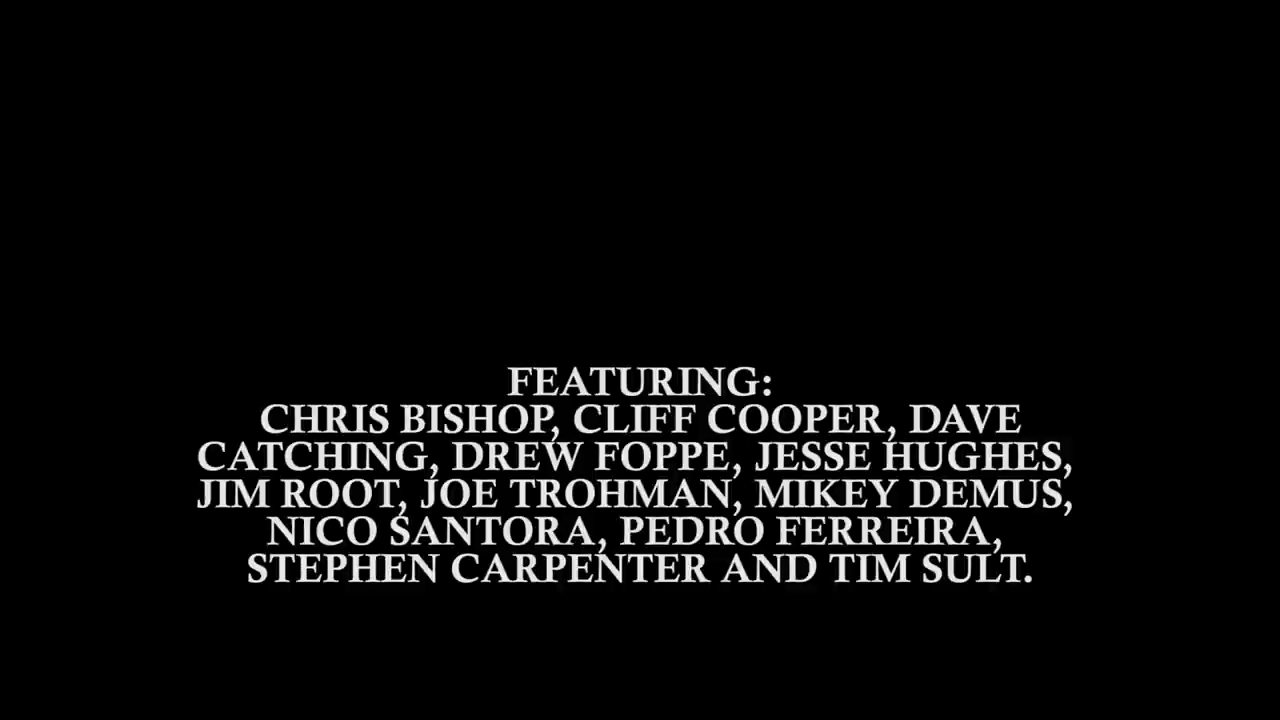 FEATURING:
CHRIS BISHOP, CLIFF COOPER, DAVE
CATCHING, DREW FOPPE, JESSE HUGHES,
JIM ROOT, JOE TROHMAN, MIKEY DEMUS,
NICO SANTORA, PEDRO FERREIRA,
STEPHEN CARPENTER AND TIM SULT.